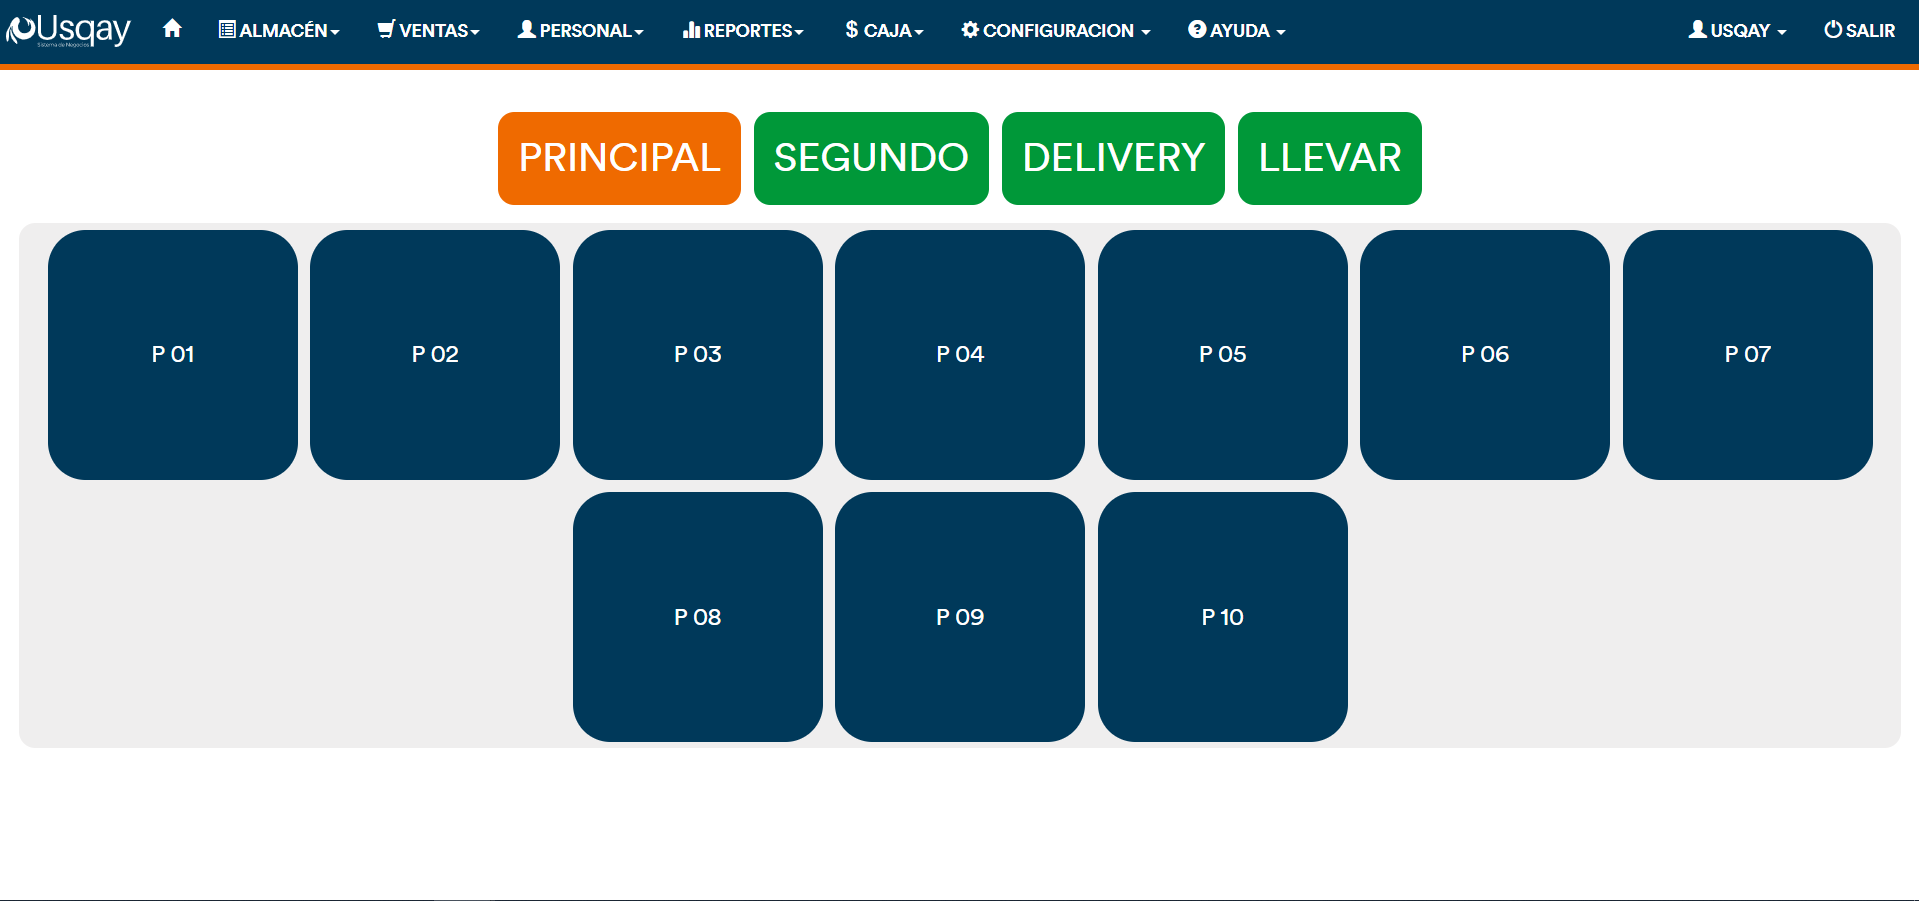 Usqay
Sistema de Negocios
ALMACÉN VENTAS PERSONAL REPORTES $ CAJA CONFIGURACION AYUDA USQAY SALIR
PRINCIPAL SEGUNDO DELIVERY LLEVAR
P 01 P 02 P 03 P 04 P 05 P 06 P 07
P 08 P 09 P 10